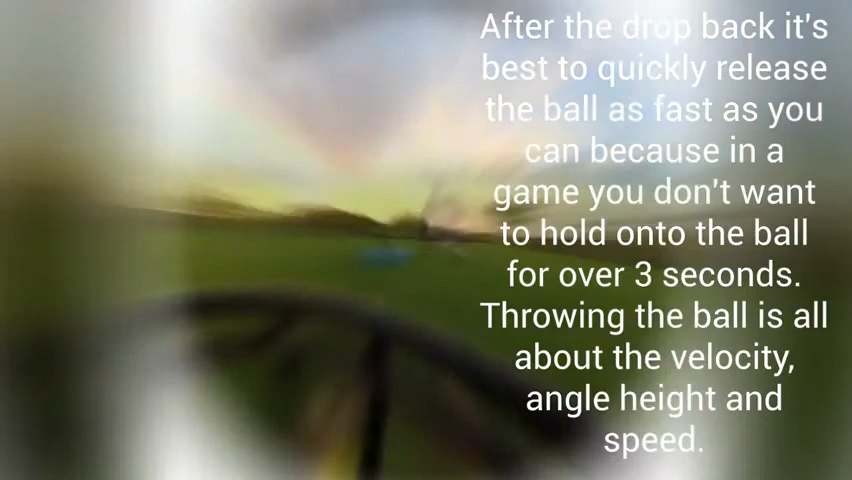 After the drop back it's
best to quickly release
the ball as fast as you
can because in a
game you don't want
to hold onto the ball
for over 3 seconds.
Throwing the ball is all
about the velocity,
angle height and
speed.